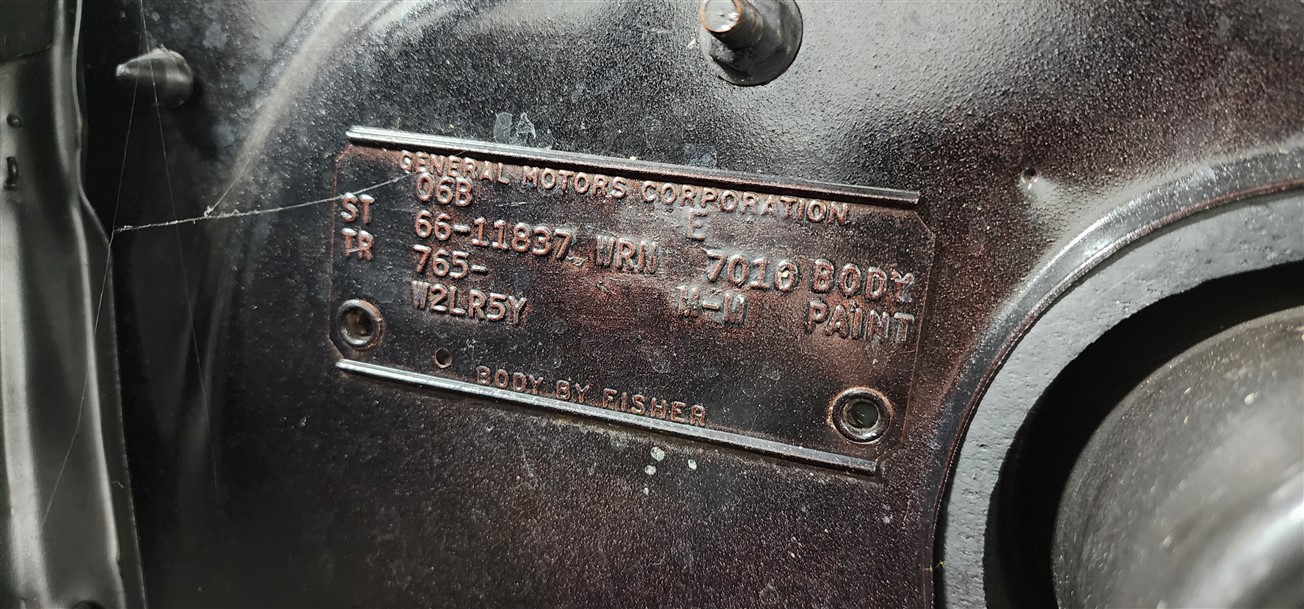 GENERAL MOTORS CORPORATION
06B E
ST 66-11837 WRN 7010 BODY
TR 765- M-M PAINT
W2LR5Y
BODY BY FISHER